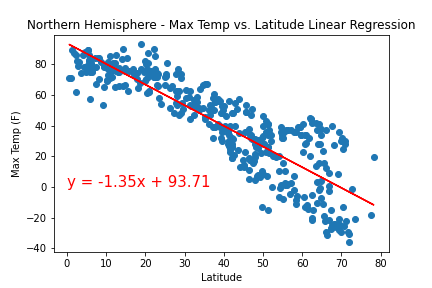 Northern Hemisphere - Max Temp vs. Latitude Linear Regression
80
60
40
20
0
−20
−40
Max Temp (F)
y = -1.35x + 93.71
0 10 20 30 40 50 60 70 80
Latitude